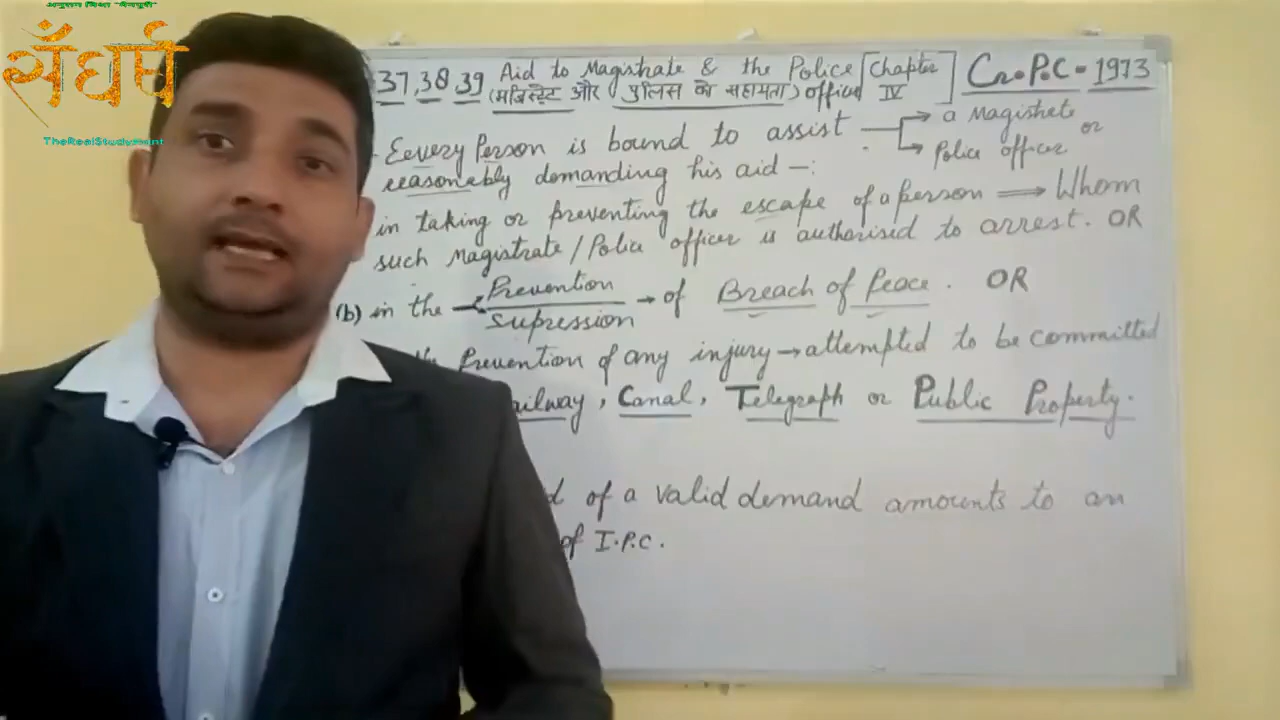 संघर्ष
TheRealStudyment
37, 38, 39 Aid to Magistrate & the Police [Chapter IV] Cr.P.C - 1973
(मजिस्ट्रेट और पुलिस को सहायता) officer
Eevery Person is bound to assist → a Magistrate or
→ Police officer
reasonably demanding his aid -:
in taking or preventing the escape of a person ⟹ Whom
such Magistrate/Police officer is authorisid to arrest. OR
(b) in the Prevention → of Breach of Peace. OR
supression
Prevention of any injury → attempted to be committed
ailway, Canal, Telegraph or Public Property.
d of a valid demand amounts to an
of I.P.C.